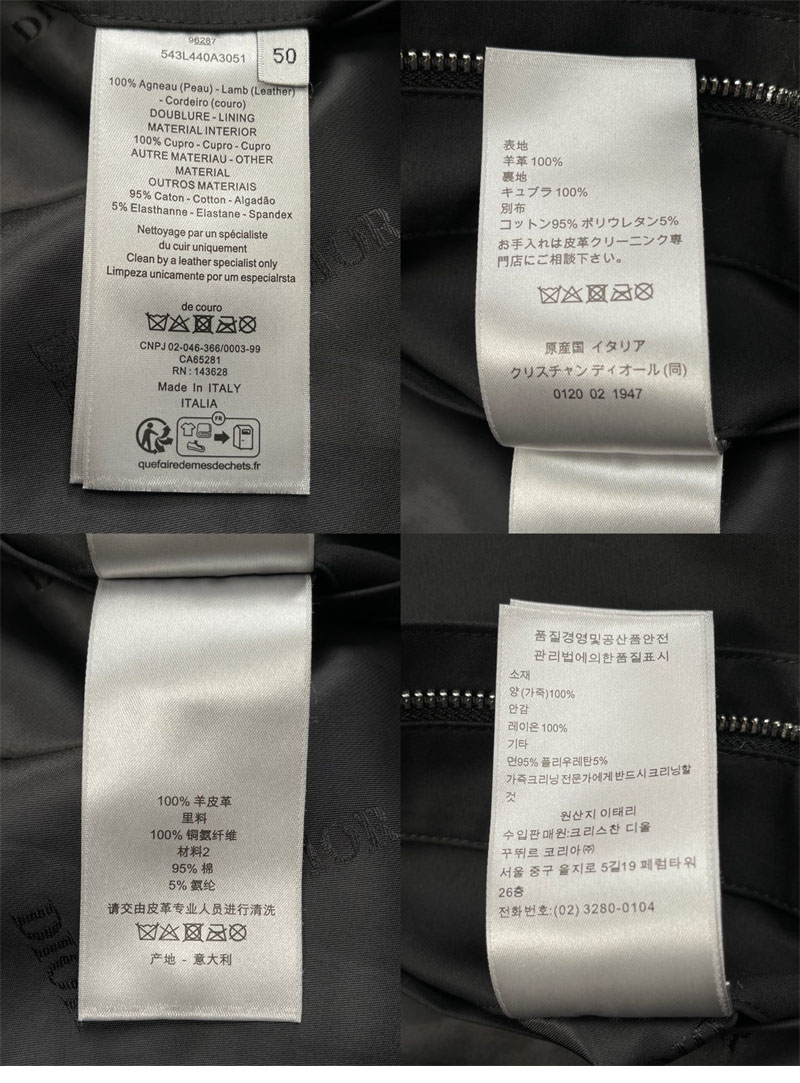 96287
543L440A3051
50
100% Agneau (Peau) - Lamb (Leather)
- Cordeiro (couro)
DOUBLURE - LINING
MATERIAL INTERIOR
100% Cupro - Cupro - Cupro
AUTRE MATERIAU - OTHER
MATERIAL
OUTROS MATERIAIS
95% Caton - Cotton - Algadão
5% Elasthanne - Elastane - Spandex
Nettoyage par un spécialiste
du cuir uniquement
Clean by a leather specialist only
Limpeza unicamente por um especialrsta
de couro
CNPJ 02-046-366/0003-99
CA65281
RN : 143628
Made In ITALY
ITALIA
FR
quefairedemesdechets.fr
表地
羊革 100%
裏地
キュブラ 100%
別布
コットン95% ポリウレタン5%
お手入れは皮革クリーニンク専
門店にご相談下さい。
原産国 イタリア
クリスチャン ディオール (同)
0120 02 1947
100% 羊皮革
里料
100% 铜氨纤维
材料2
95% 棉
5% 氨纶
请交由皮革专业人员进行清洗
产地 - 意大利
DIOR
품질경영및공산품안전
관리법에의한품질표시
소재
양 (가죽)100%
안감
레이온 100%
기타
면95% 폴리우레탄5%
가죽크리닝전문가에게반드시크리닝할
것
원산지 이태리
수입판매원:크리스찬 디올
꾸뛰르 코리아㈜
서울 중구 을지로 5길19 페럼타워
26층
전화번호:(02) 3280-0104